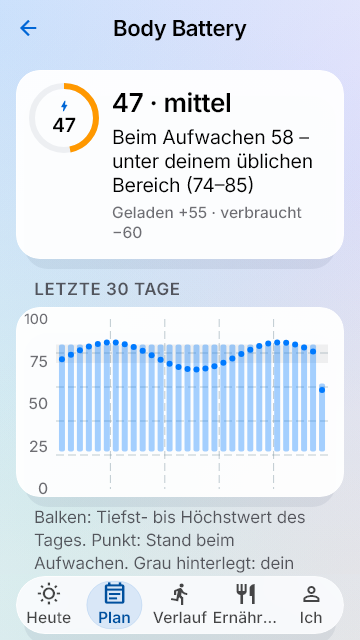 Body Battery
47
47 · mittel
Beim Aufwachen 58 –
unter deinem üblichen
Bereich (74–85)
Geladen +55 · verbraucht
−60
LETZTE 30 TAGE
100
75
50
25
0
Balken: Tiefst- bis Höchstwert des
Tages. Punkt: Stand beim
Aufwachen. Grau hinterlegt: dein
Heute
Plan
Verlauf
Ernähr…
Ich